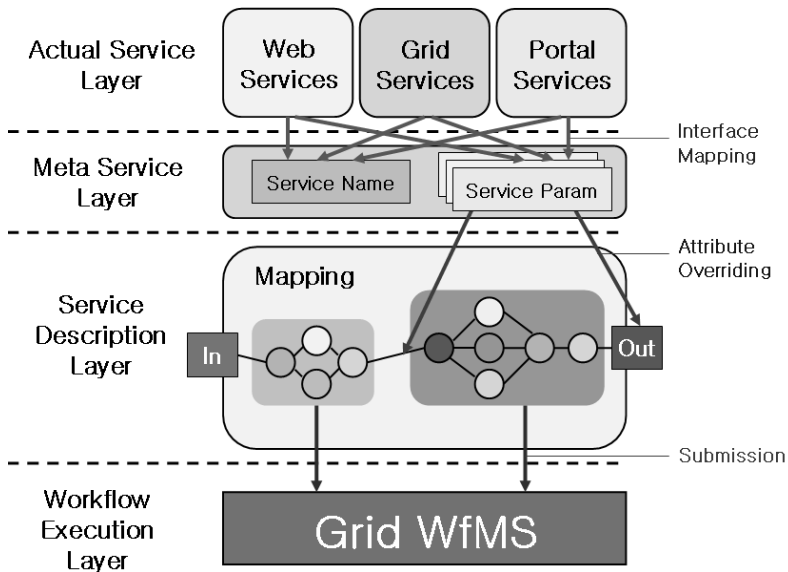 Actual Service
Layer
Web
Services
Grid
Services
Portal
Services
Interface
Mapping
Meta Service
Layer
Service Name
Service Param
Attribute
Overriding
Mapping
Service
Description
Layer
In
Out
Submission
Workflow
Execution
Layer
Grid WfMS